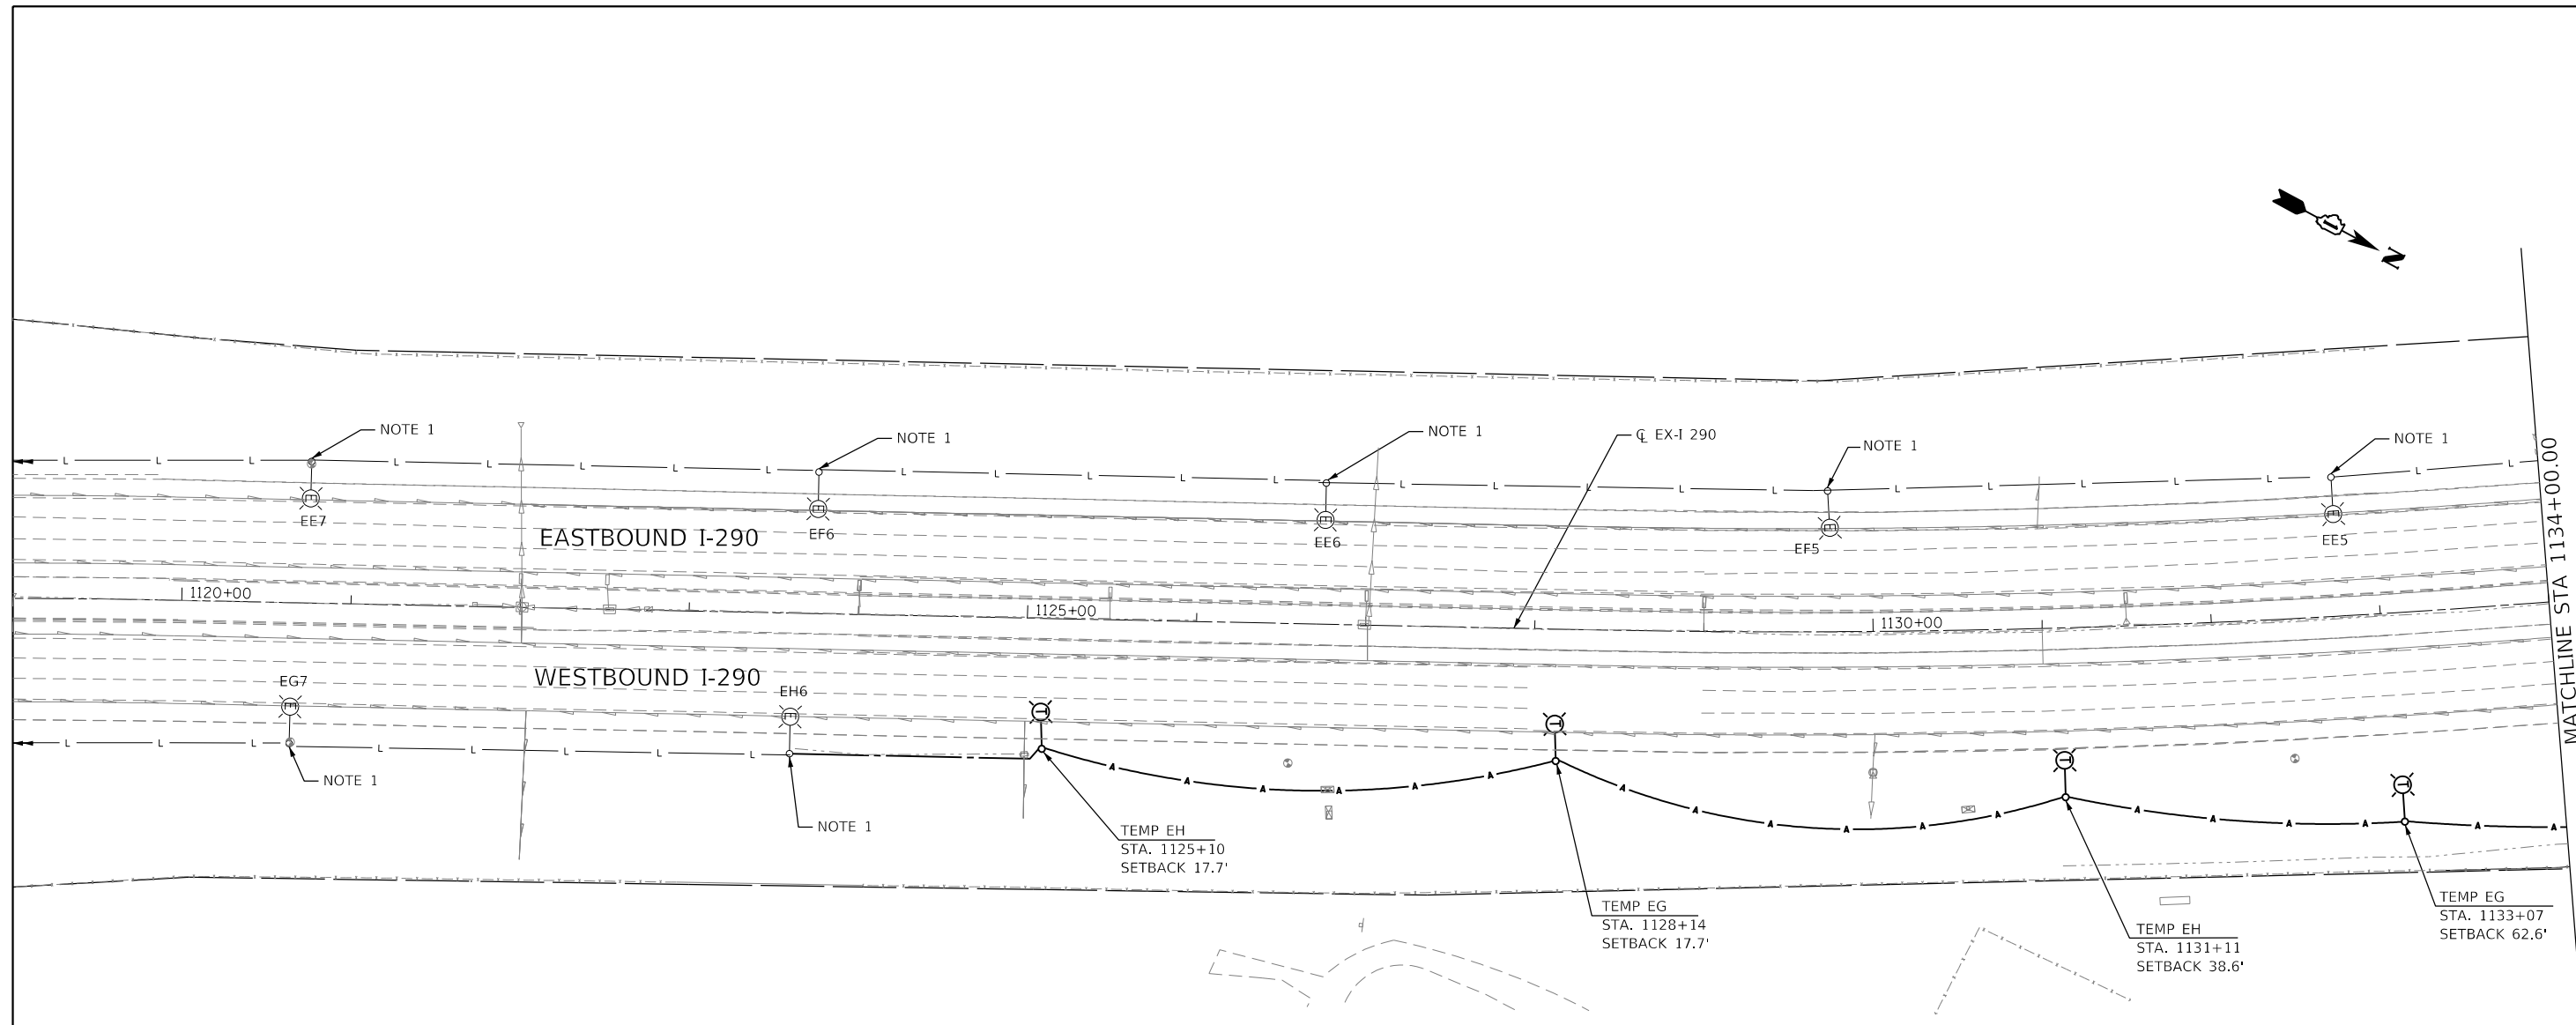 N
NOTE 1
NOTE 1
NOTE 1
℄ EX-I 290
NOTE 1
NOTE 1
L L L L L L L L L L L L L L L L L L L L L L L L L L L
E E E E E
EE7
EF6
EE6
EF5
EE5
EASTBOUND I-290
1120+00
1125+00
1130+00
MATCHLINE STA 1134+00.00
WESTBOUND I-290
EG7
EH6
E E T T T T
L L L L L L L L
A A A A A A A A A A A A A A A A A A
NOTE 1
NOTE 1
TEMP EH
STA. 1125+10
SETBACK 17.7'
TEMP EG
STA. 1128+14
SETBACK 17.7'
TEMP EH
STA. 1131+11
SETBACK 38.6'
TEMP EG
STA. 1133+07
SETBACK 62.6'